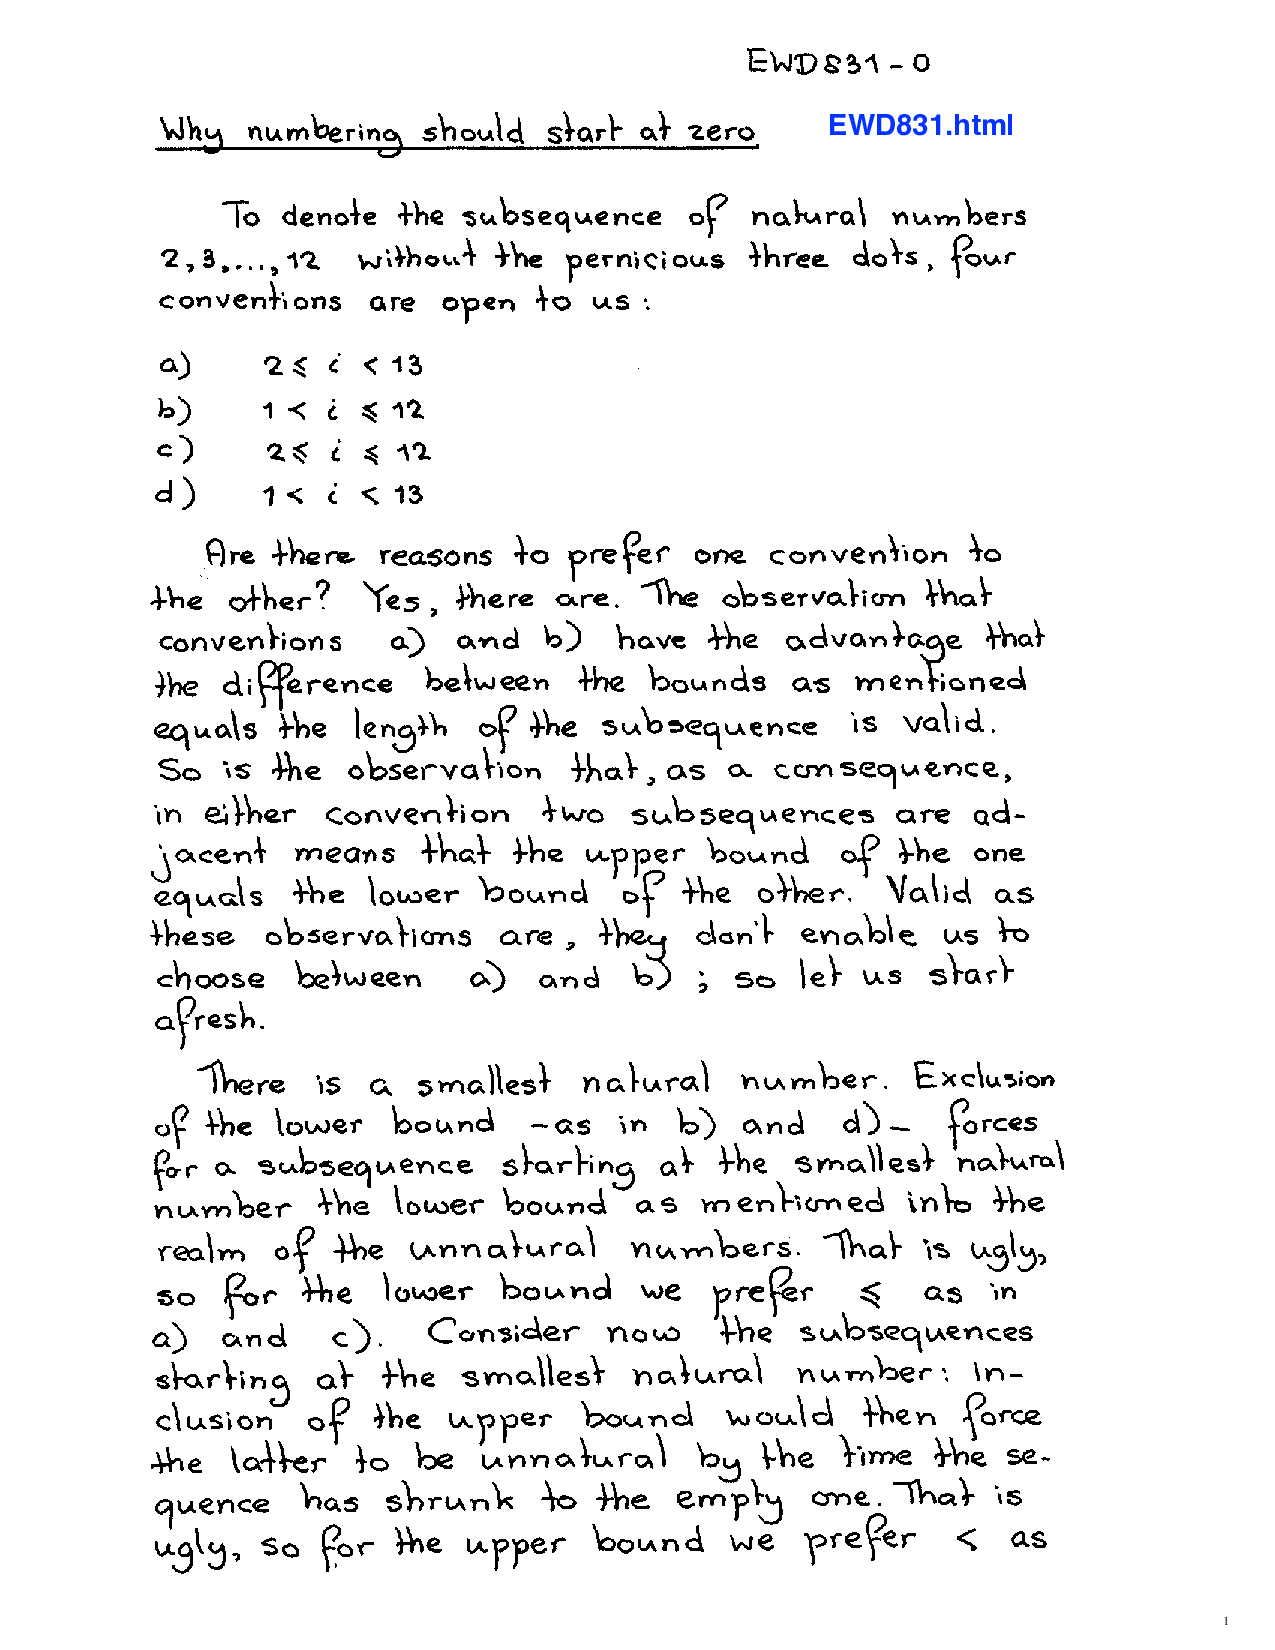 EWD831-0
Why numbering should start at zero EWD831.html
To denote the subsequence of natural numbers
2,3,...,12 without the pernicious three dots, four
conventions are open to us:
a) 2 ≤ i < 13
b) 1 < i ≤ 12
c) 2 ≤ i ≤ 12
d) 1 < i < 13
Are there reasons to prefer one convention to
the other? Yes, there are. The observation that
conventions a) and b) have the advantage that
the difference between the bounds as mentioned
equals the length of the subsequence is valid.
So is the observation that, as a consequence,
in either convention two subsequences are ad-
jacent means that the upper bound of the one
equals the lower bound of the other. Valid as
these observations are, they don't enable us to
choose between a) and b); so let us start
afresh.
There is a smallest natural number. Exclusion
of the lower bound -as in b) and d)- forces
for a subsequence starting at the smallest natural
number the lower bound as mentioned into the
realm of the unnatural numbers. That is ugly,
so for the lower bound we prefer ≤ as in
a) and c). Consider now the subsequences
starting at the smallest natural number: in-
clusion of the upper bound would then force
the latter to be unnatural by the time the se-
quence has shrunk to the empty one. That is
ugly, so for the upper bound we prefer < as
1